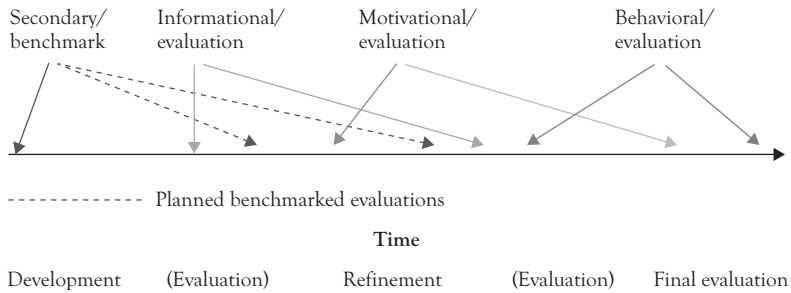 Secondary/
benchmark
Informational/
evaluation
Motivational/
evaluation
Behavioral/
evaluation
Planned benchmarked evaluations
Time
Development (Evaluation) Refinement (Evaluation) Final evaluation